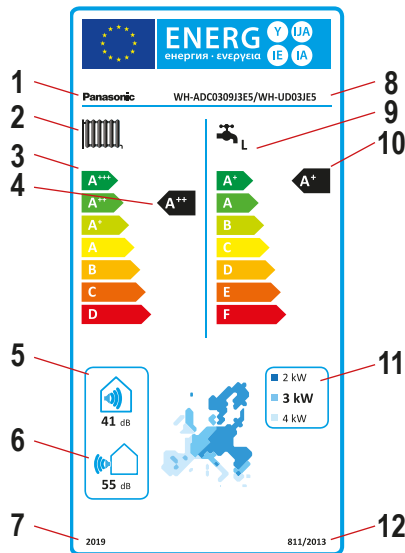 ENERG Y IJA
енергия · ενεργεια IE IA
1 Panasonic WH-ADC0309J3E5/WH-UD03JE5 8
2 L 9
3 A+++ A+ 10
4 A++ A++ A A+
A+ B
A C
B D
C E
D F
5 2 kW 11
3 kW
4 kW
41 dB
6
55 dB
7 2019 811/2013 12